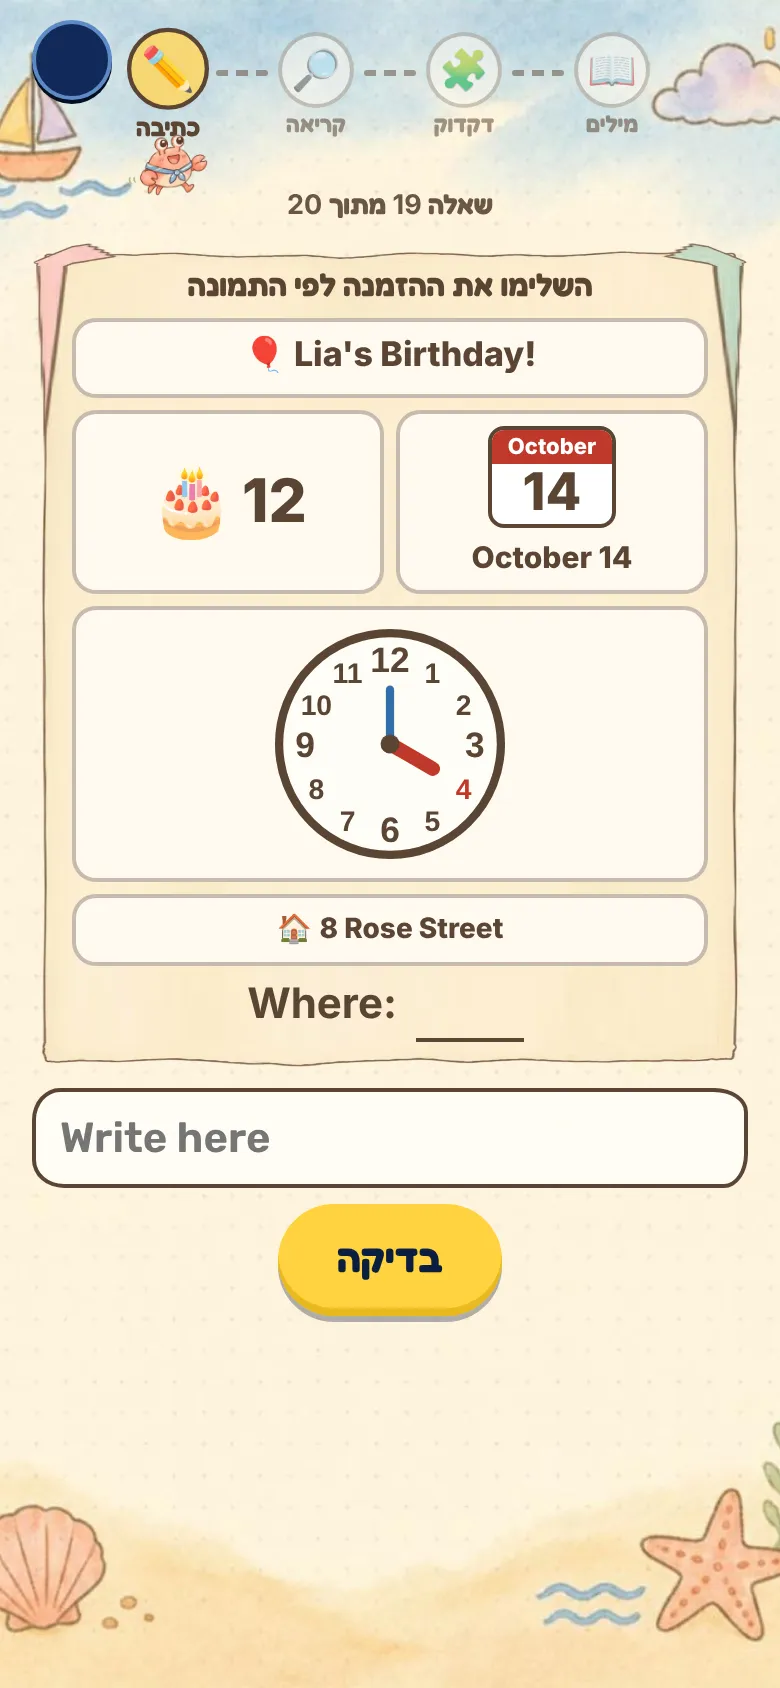 מילים
דקדוק
קריאה
כתיבה
שאלה 19 מתוך 20
השלימו את ההזמנה לפי התמונה
Lia's Birthday!
12
October
14
October 14
12
1
2
3
4
5
6
7
8
9
10
11
8 Rose Street
Where: ____
Write here
בדיקה